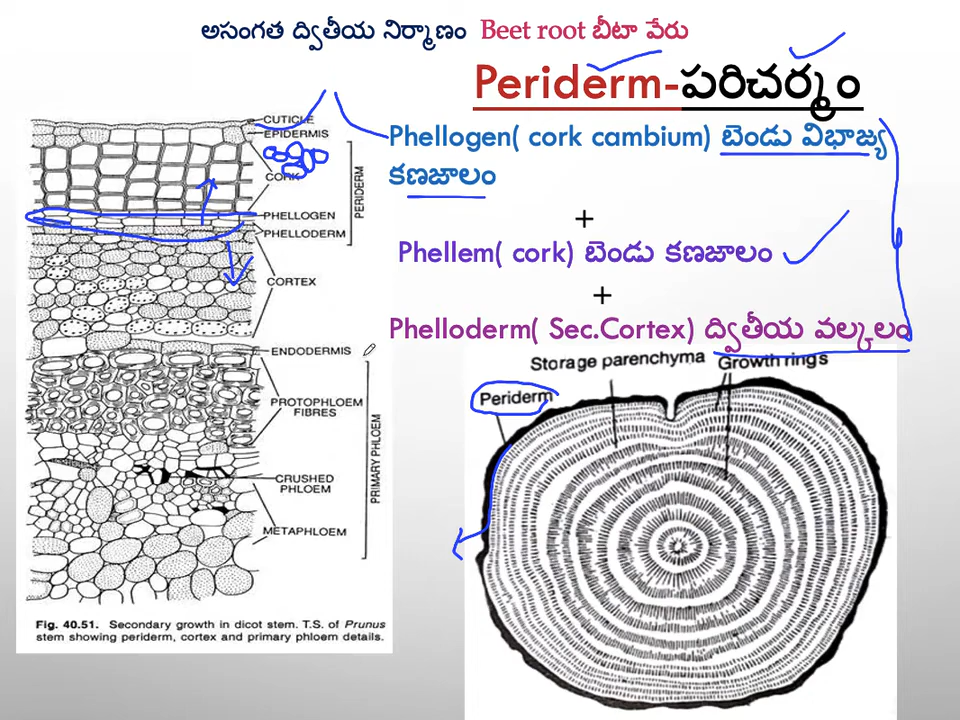 అసంగత ద్వితీయ నిర్మాణం Beet root బీటా వేరు
Periderm-పరిచర్మం
Phellogen( cork cambium) బెండు విభాజ్య
కణజాలం
+
Phellem( cork) బెండు కణజాలం
+
Phelloderm( Sec.Cortex) ద్వితీయ వల్కలం
CUTICLE
EPIDERMIS
CORK
PHELLOGEN
PHELLODERM
PERIDERM
CORTEX
ENDODERMIS
PROTOPHLOEM
FIBRES
CRUSHED
PHLOEM
METAPHLOEM
PRIMARY PHLOEM
Fig. 40.51. Secondary growth in dicot stem. T.S. of Prunus
stem showing periderm, cortex and primary phloem details.
Storage parenchyma
Growth rings
Periderm